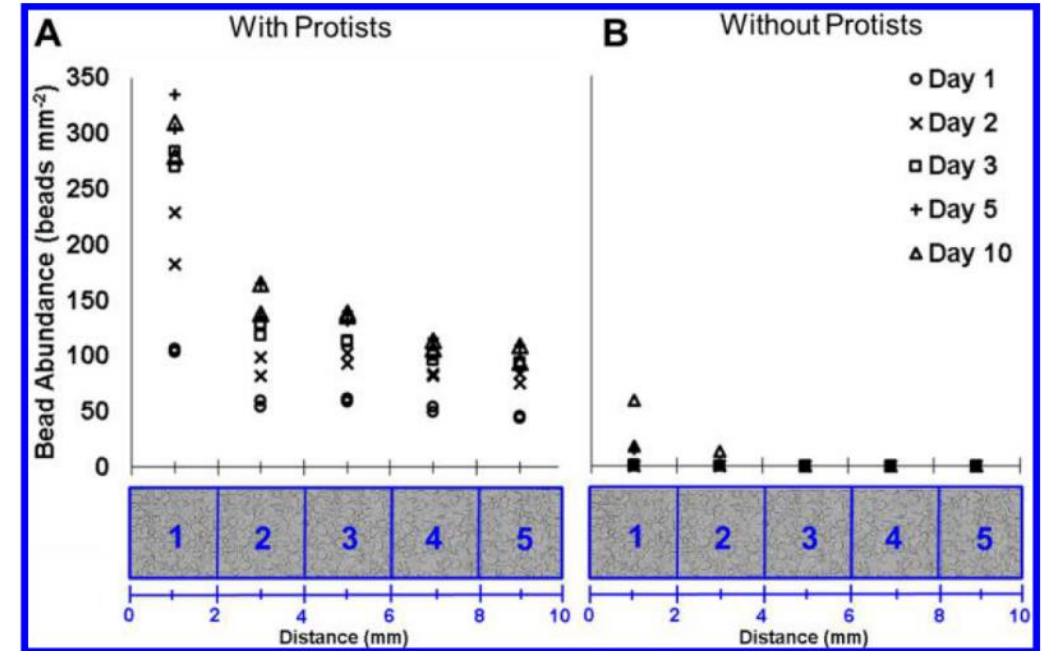 A
With Protists
Bead Abundance (beads mm⁻²)
350
300
250
200
150
100
50
0
1 2 3 4 5
0 2 4 6 8 10
Distance (mm)
B
Without Protists
Day 1
Day 2
Day 3
Day 5
Day 10
1 2 3 4 5
0 2 4 6 8 10
Distance (mm)